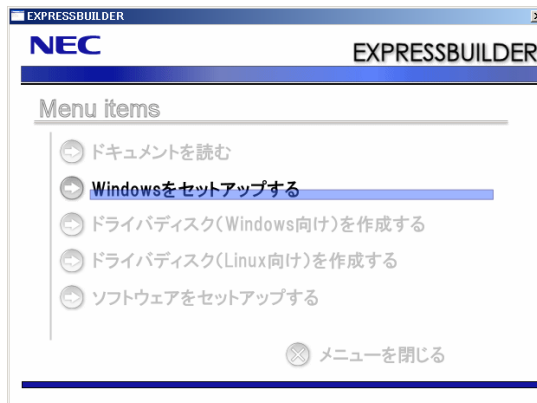 EXPRESSBUILDER
NEC
EXPRESSBUILDER
Menu items
ドキュメントを読む
Windowsをセットアップする
ドライバディスク(Windows向け)を作成する
ドライバディスク(Linux向け)を作成する
ソフトウェアをセットアップする
メニューを閉じる